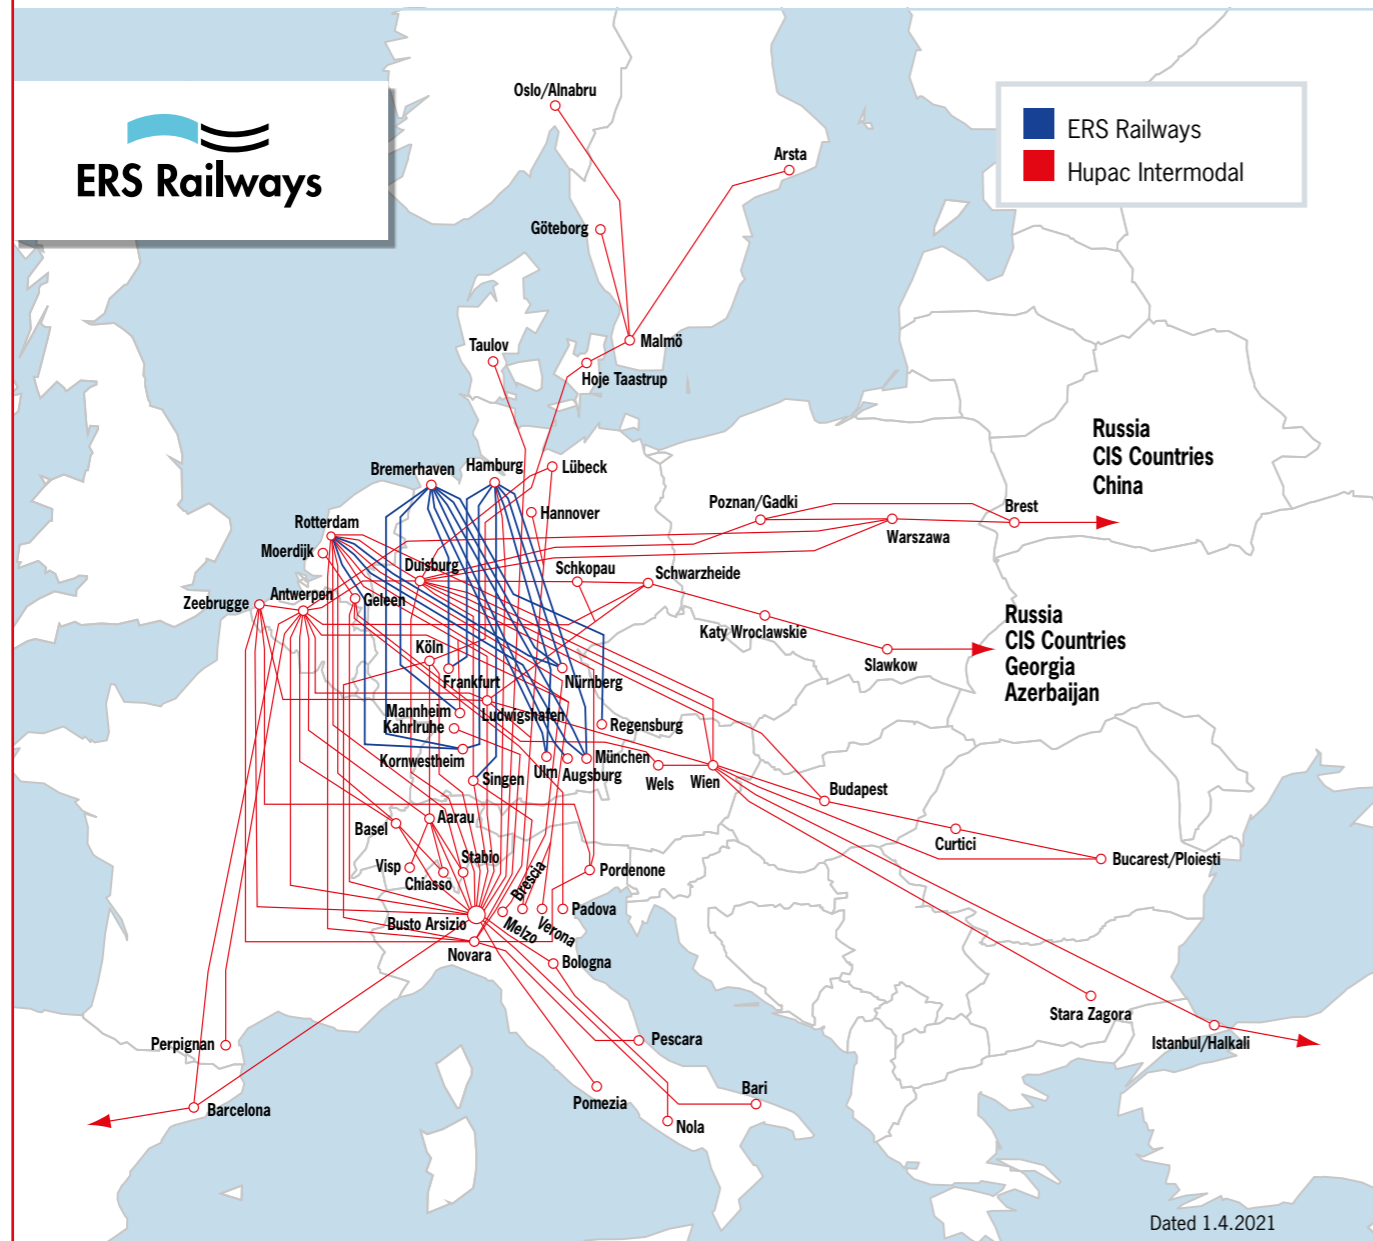 ERS Railways
ERS Railways
Hupac Intermodal
Oslo/Alnabru
Arsta
Göteborg
Malmö
Taulov
Hoje Taastrup
Russia
CIS Countries
China
Bremerhaven
Hamburg
Lübeck
Hannover
Poznan/Gadki
Brest
Warszawa
Rotterdam
Moerdijk
Duisburg
Schkopau
Schwarzheide
Zeebrugge
Antwerpen
Geleen
Katy Wroclawskie
Slawkow
Russia
CIS Countries
Georgia
Azerbaijan
Köln
Frankfurt
Nürnberg
Mannheim
Ludwigshafen
Kahrlruhe
Regensburg
Kornwestheim
Singen
Ulm
Augsburg
München
Wels
Wien
Budapest
Basel
Aarau
Curtici
Bucarest/Ploiesti
Visp
Stabio
Chiasso
Brescia
Pordenone
Busto Arsizio
Melzo
Verona
Padova
Novara
Bologna
Stara Zagora
Istanbul/Halkali
Perpignan
Pescara
Barcelona
Pomezia
Bari
Nola
Dated 1.4.2021